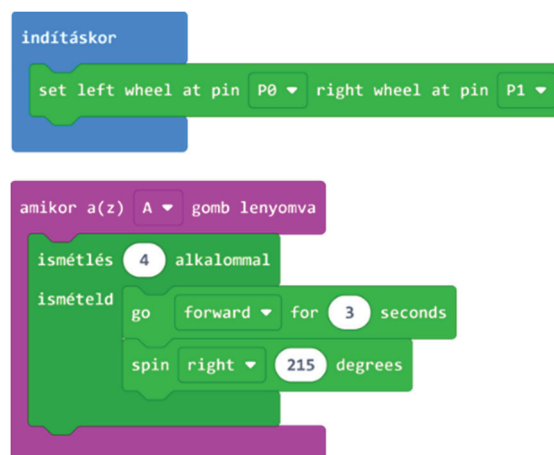 indításkor
set left wheel at pin P0 right wheel at pin P1
amikor a(z) A gomb lenyomva
ismétlés 4 alkalommal
ismételd
go forward for 3 seconds
spin right 215 degrees